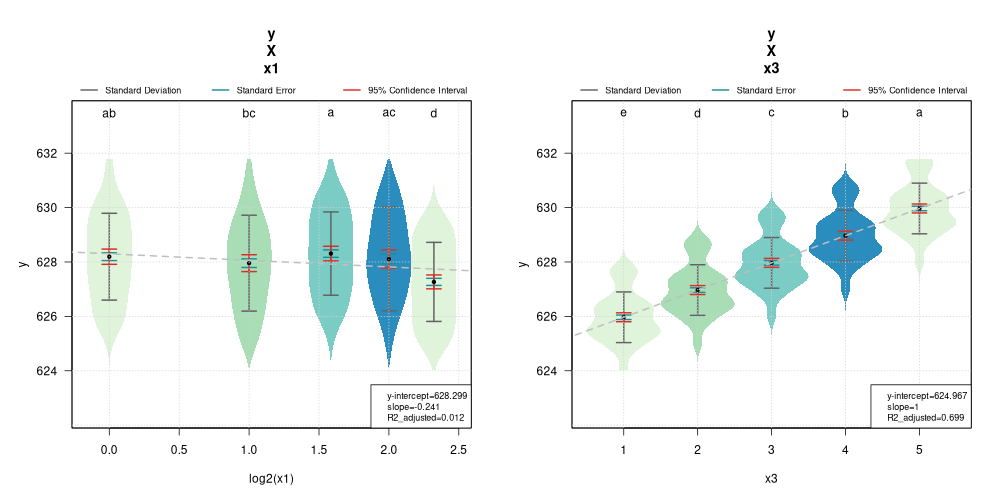 y
X
x1
Standard Deviation Standard Error 95% Confidence Interval
ab bc a ac d
632
630
628
626
624
y
y-intercept=628.299
slope=-0.241
R2_adjusted=0.012
0.0 0.5 1.0 1.5 2.0 2.5
log2(x1)
y
X
x3
Standard Deviation Standard Error 95% Confidence Interval
e d c b a
632
630
628
626
624
y
y-intercept=624.967
slope=1
R2_adjusted=0.699
1 2 3 4 5
x3